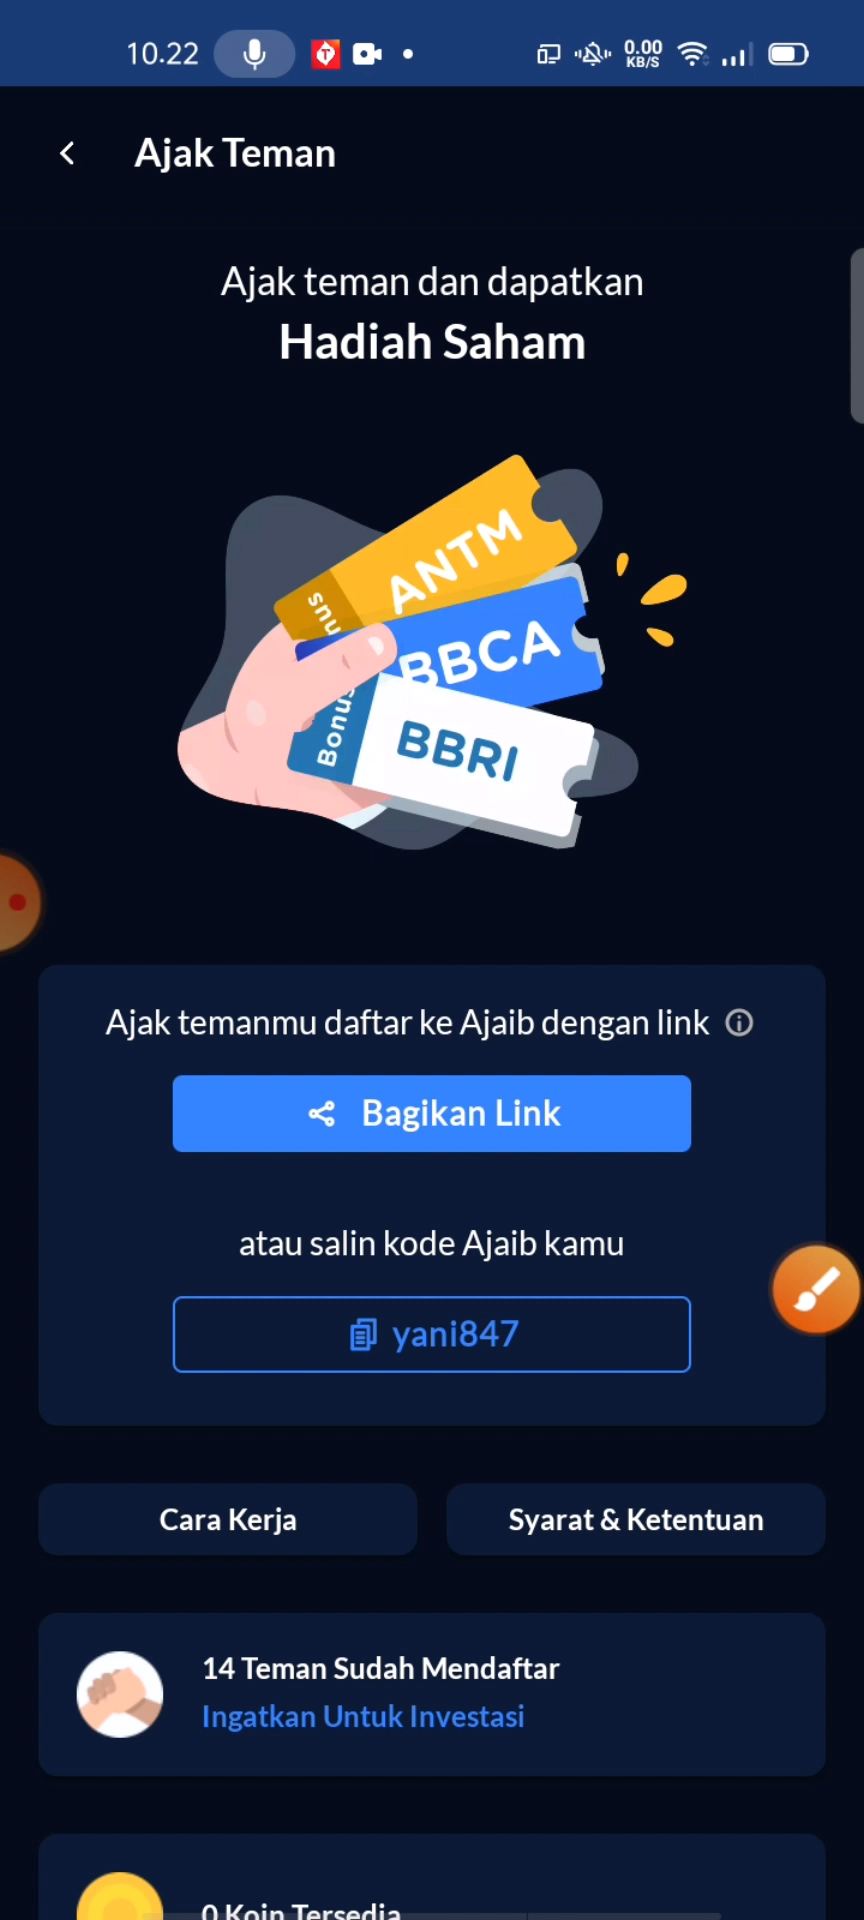 10.22
0.00
KB/S
Ajak Teman
Ajak teman dan dapatkan
Hadiah Saham
ANTM
BBCA
Bonus
BBRI
Ajak temanmu daftar ke Ajaib dengan link
Bagikan Link
atau salin kode Ajaib kamu
yani847
Cara Kerja
Syarat & Ketentuan
14 Teman Sudah Mendaftar
Ingatkan Untuk Investasi
0 Koin Tersedia